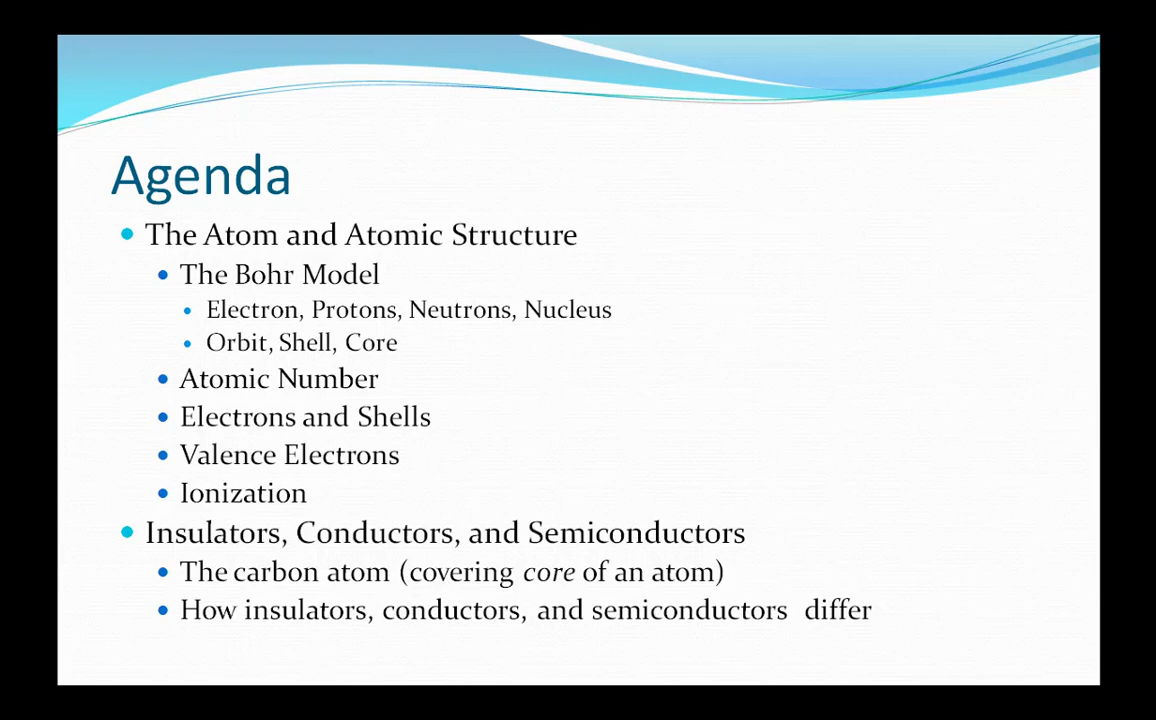 Agenda
The Atom and Atomic Structure
The Bohr Model
Electron, Protons, Neutrons, Nucleus
Orbit, Shell, Core
Atomic Number
Electrons and Shells
Valence Electrons
Ionization
Insulators, Conductors, and Semiconductors
The carbon atom (covering core of an atom)
How insulators, conductors, and semiconductors differ